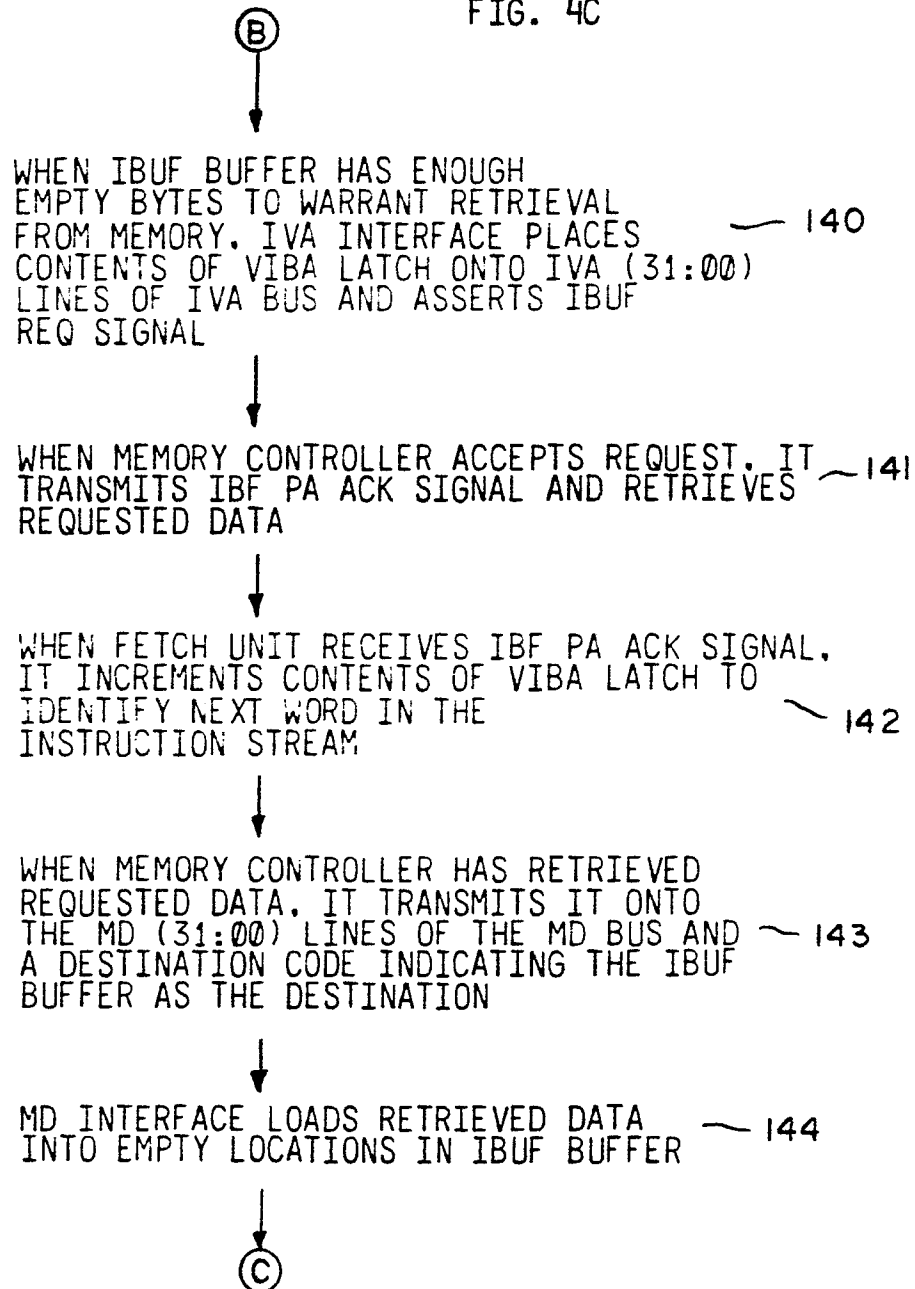 FIG. 4C
B
WHEN IBUF BUFFER HAS ENOUGH
EMPTY BYTES TO WARRANT RETRIEVAL
FROM MEMORY. IVA INTERFACE PLACES
CONTENTS OF VIBA LATCH ONTO IVA (31:00)
LINES OF IVA BUS AND ASSERTS IBUF
REQ SIGNAL
140
WHEN MEMORY CONTROLLER ACCEPTS REQUEST. IT
TRANSMITS IBF PA ACK SIGNAL AND RETRIEVES
REQUESTED DATA
141
WHEN FETCH UNIT RECEIVES IBF PA ACK SIGNAL.
IT INCREMENTS CONTENTS OF VIBA LATCH TO
IDENTIFY NEXT WORD IN THE
INSTRUCTION STREAM
142
WHEN MEMORY CONTROLLER HAS RETRIEVED
REQUESTED DATA. IT TRANSMITS IT ONTO
THE MD (31:00) LINES OF THE MD BUS AND
A DESTINATION CODE INDICATING THE IBUF
BUFFER AS THE DESTINATION
143
MD INTERFACE LOADS RETRIEVED DATA
INTO EMPTY LOCATIONS IN IBUF BUFFER
144
C